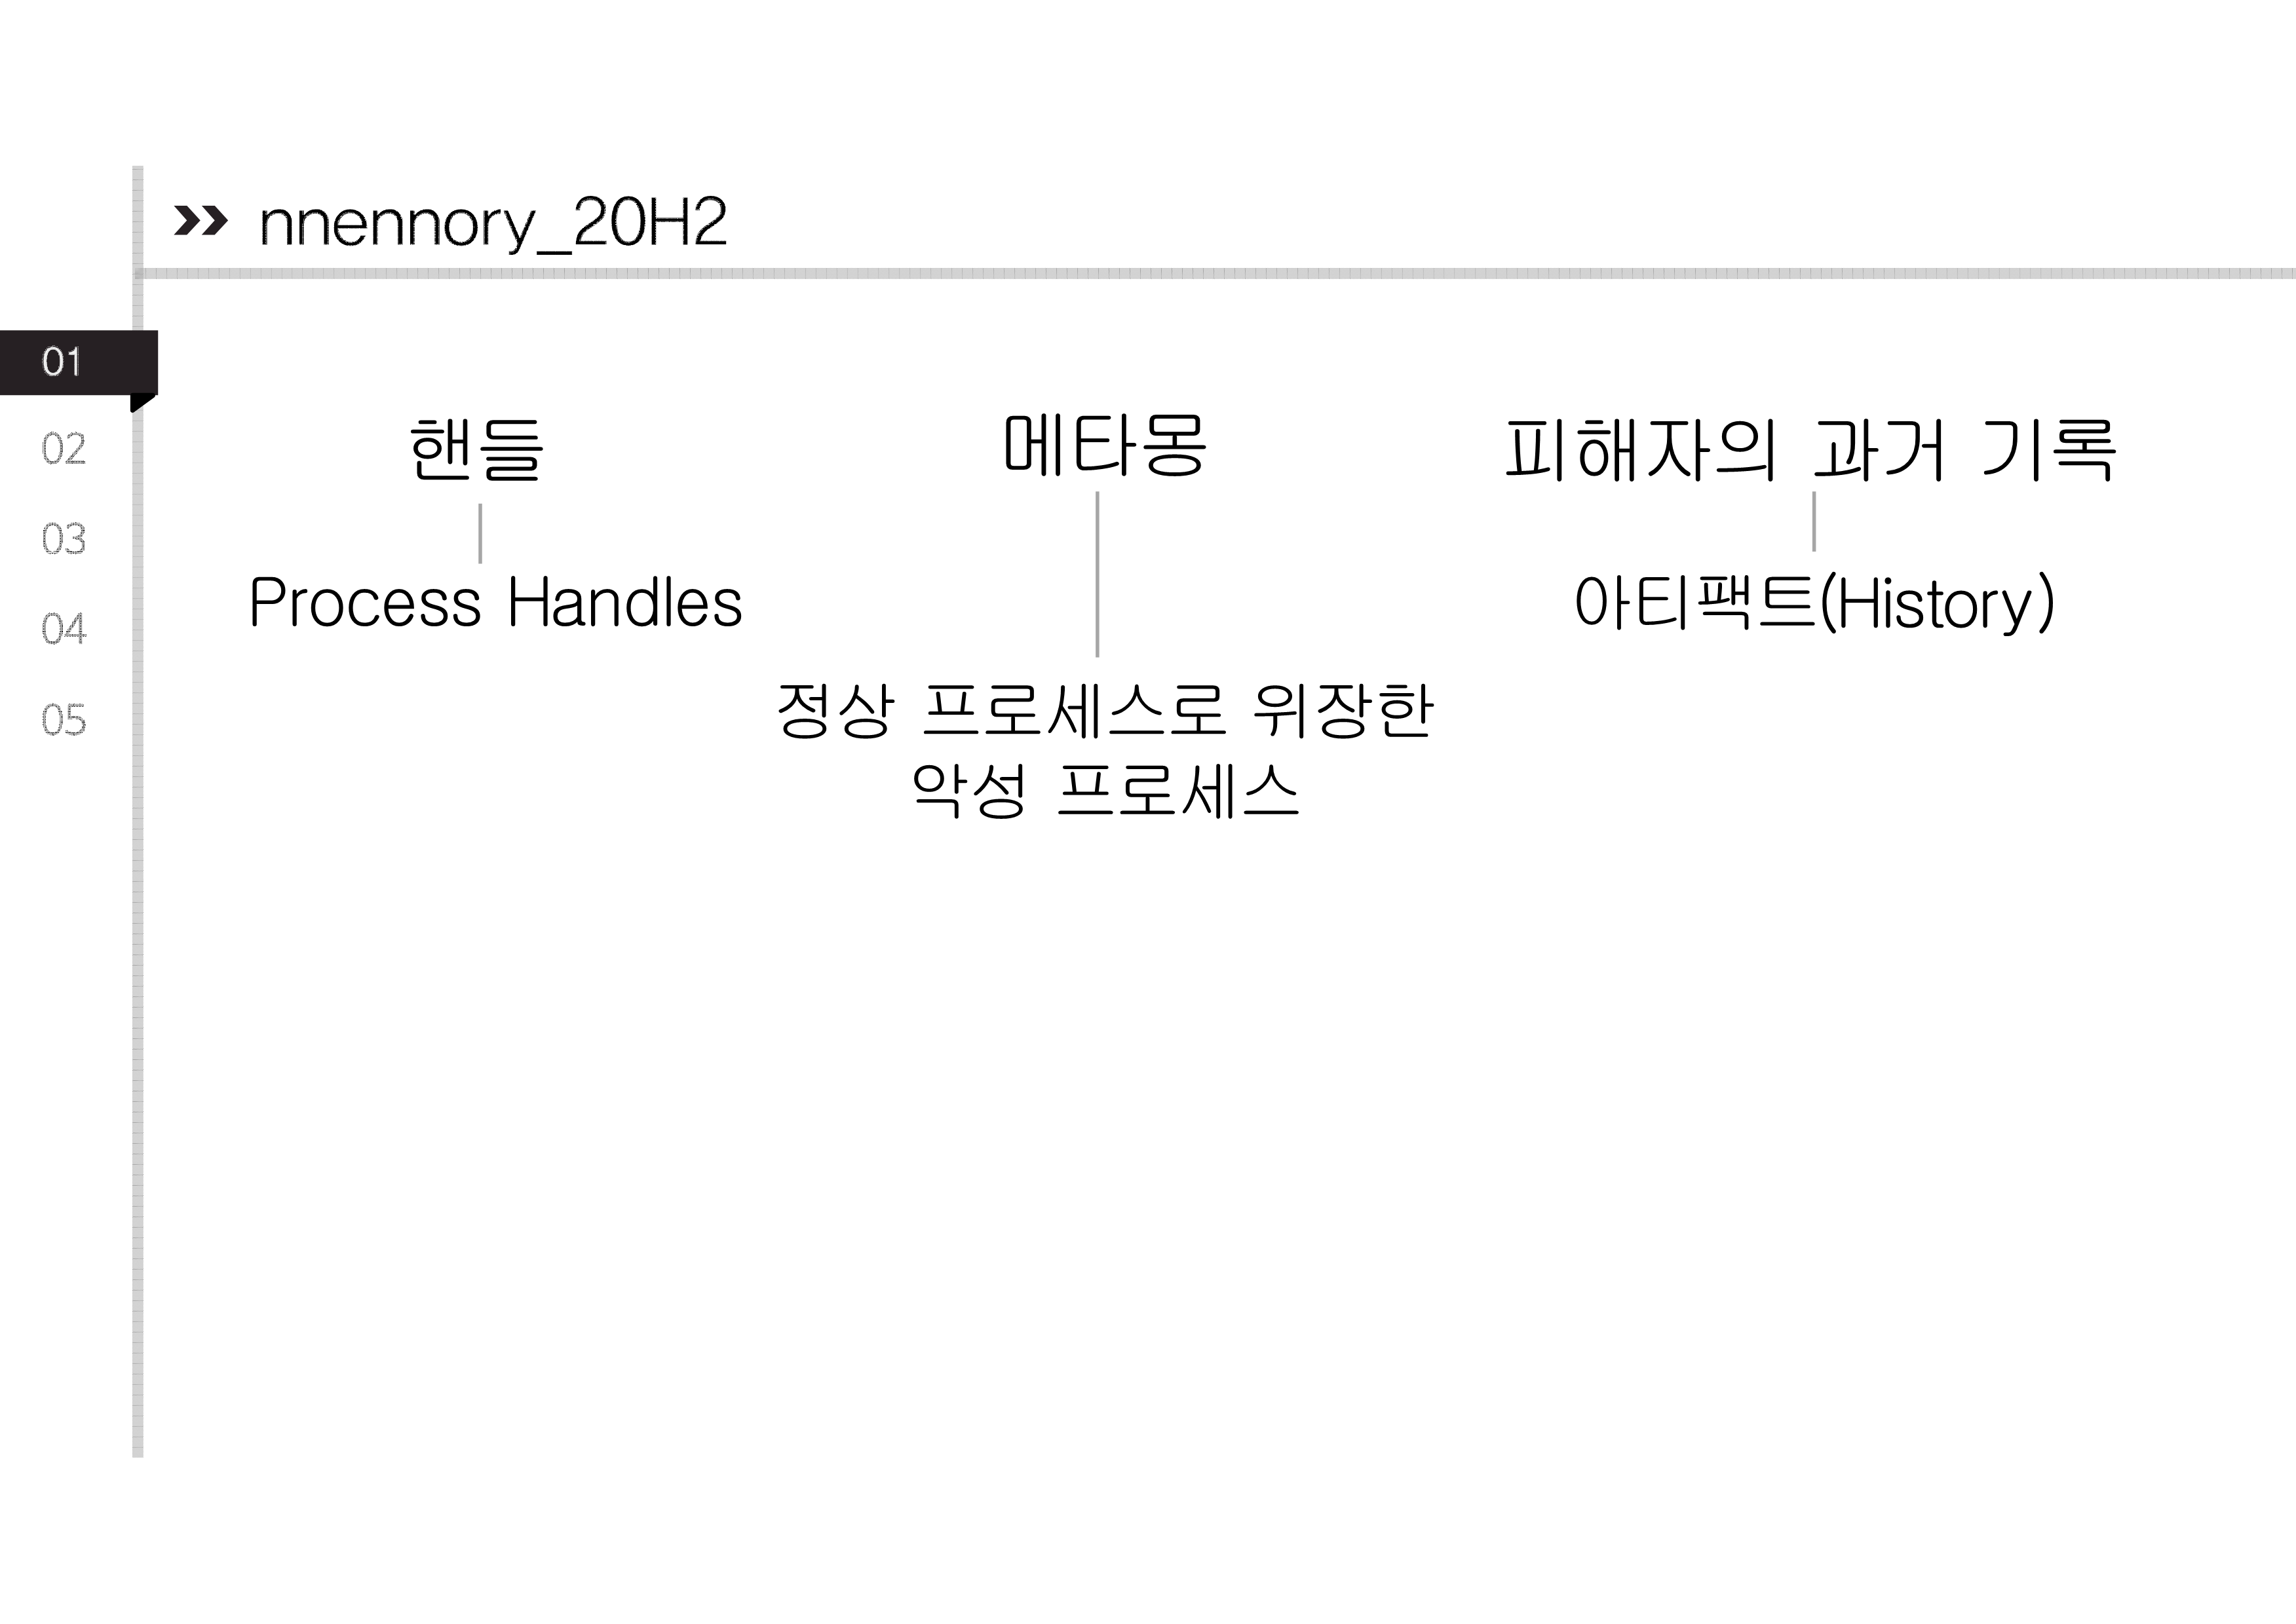 nnennory_20H2
01
02
03
04
05
핸들
Process Handles
메타몽
정상 프로세스로 위장한
악성 프로세스
피해자의 과거 기록
아티팩트(History)